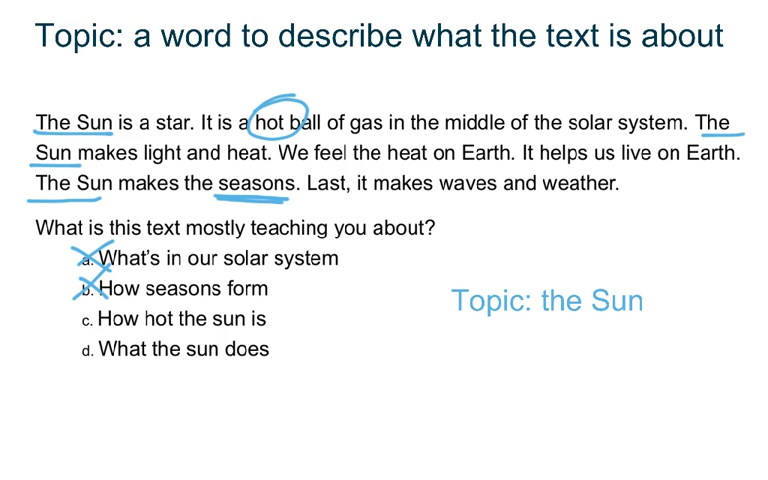 Topic: a word to describe what the text is about
The Sun is a star. It is a hot ball of gas in the middle of the solar system. The
Sun makes light and heat. We feel the heat on Earth. It helps us live on Earth.
The Sun makes the seasons. Last, it makes waves and weather.
What is this text mostly teaching you about?
a. What's in our solar system
b. How seasons form
Topic: the Sun
c. How hot the sun is
d. What the sun does